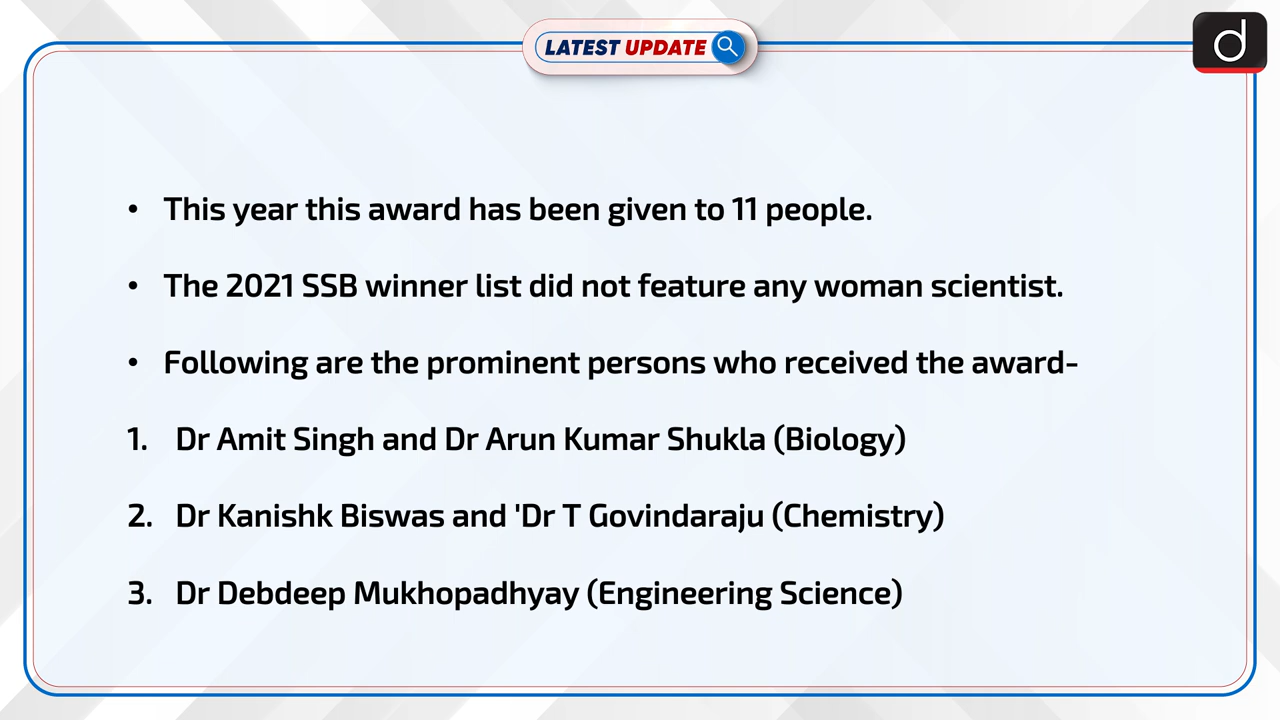 LATEST UPDATE
d
• This year this award has been given to 11 people.
• The 2021 SSB winner list did not feature any woman scientist.
• Following are the prominent persons who received the award-
1. Dr Amit Singh and Dr Arun Kumar Shukla (Biology)
2. Dr Kanishk Biswas and 'Dr T Govindaraju (Chemistry)
3. Dr Debdeep Mukhopadhyay (Engineering Science)